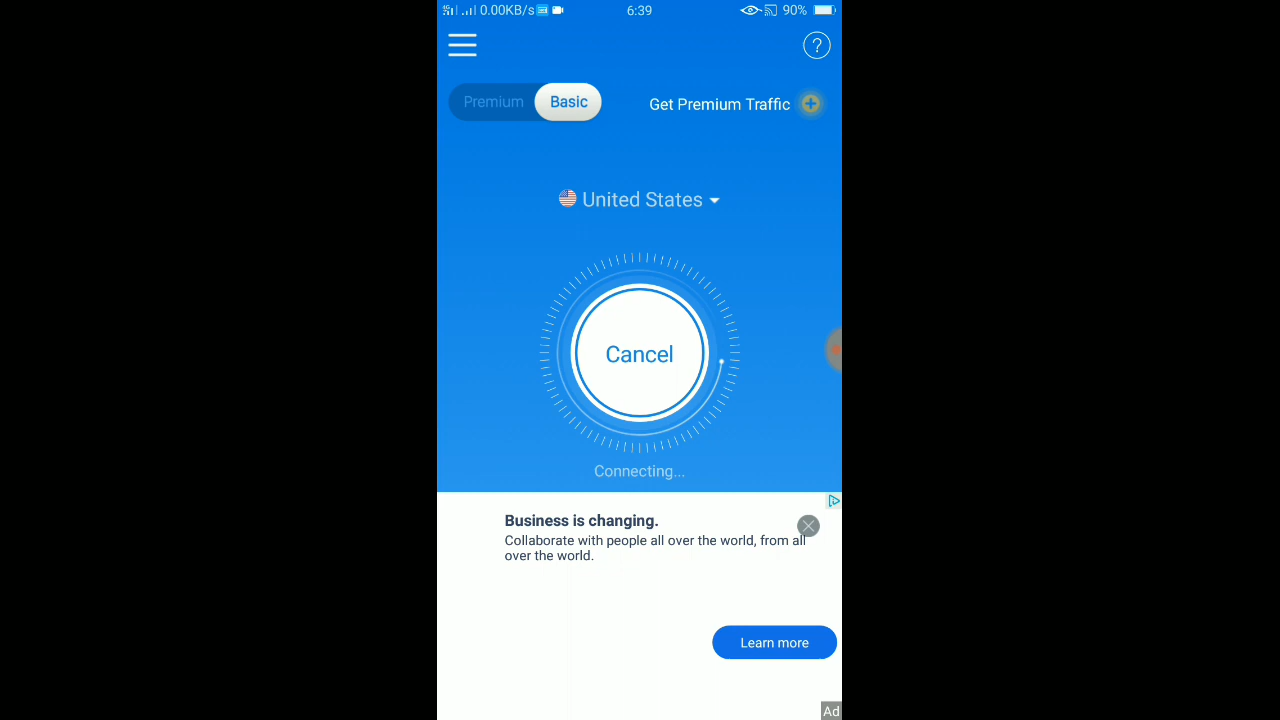 0.00KB/s 6:39 90%
?
Premium Basic Get Premium Traffic
United States
Cancel
Connecting...
Business is changing.
Collaborate with people all over the world, from all
over the world.
Learn more
Ad